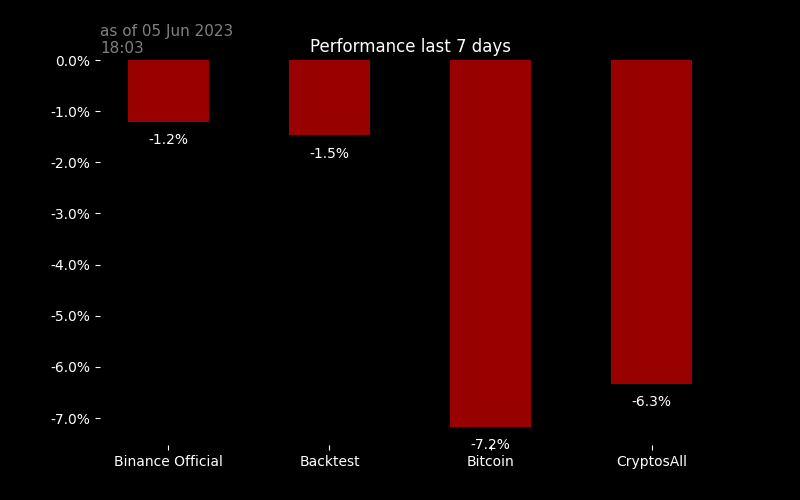 as of 05 Jun 2023
18:03
Performance last 7 days
0.0%
-1.0%
-2.0%
-3.0%
-4.0%
-5.0%
-6.0%
-7.0%
-1.2%
-1.5%
-7.2%
-6.3%
Binance Official
Backtest
Bitcoin
CryptosAll